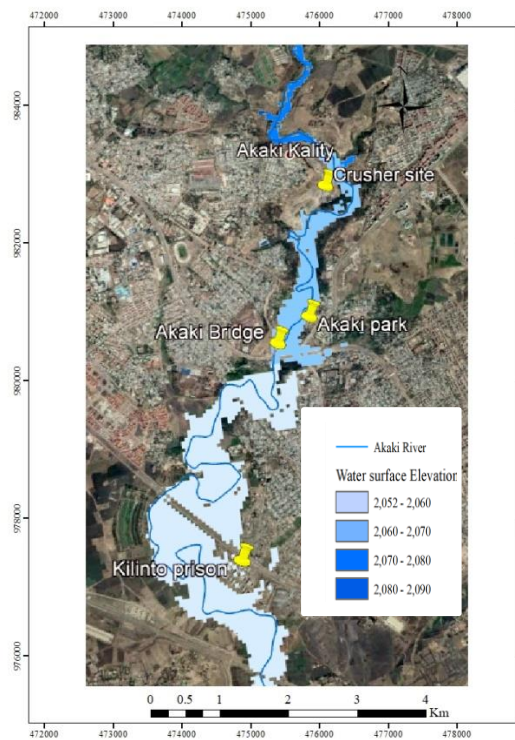 472000 473000 474000 475000 476000 477000 478000
984000
982000
980000
978000
976000
Akaki Kality
Crusher site
Akaki park
Akaki Bridge
Kilinto prison
Akaki River
Water surface Elevation
2,052 - 2,060
2,060 - 2,070
2,070 - 2,080
2,080 - 2,090
0 0.5 1 2 3 4
Km
472000 473000 474000 475000 476000 477000 478000